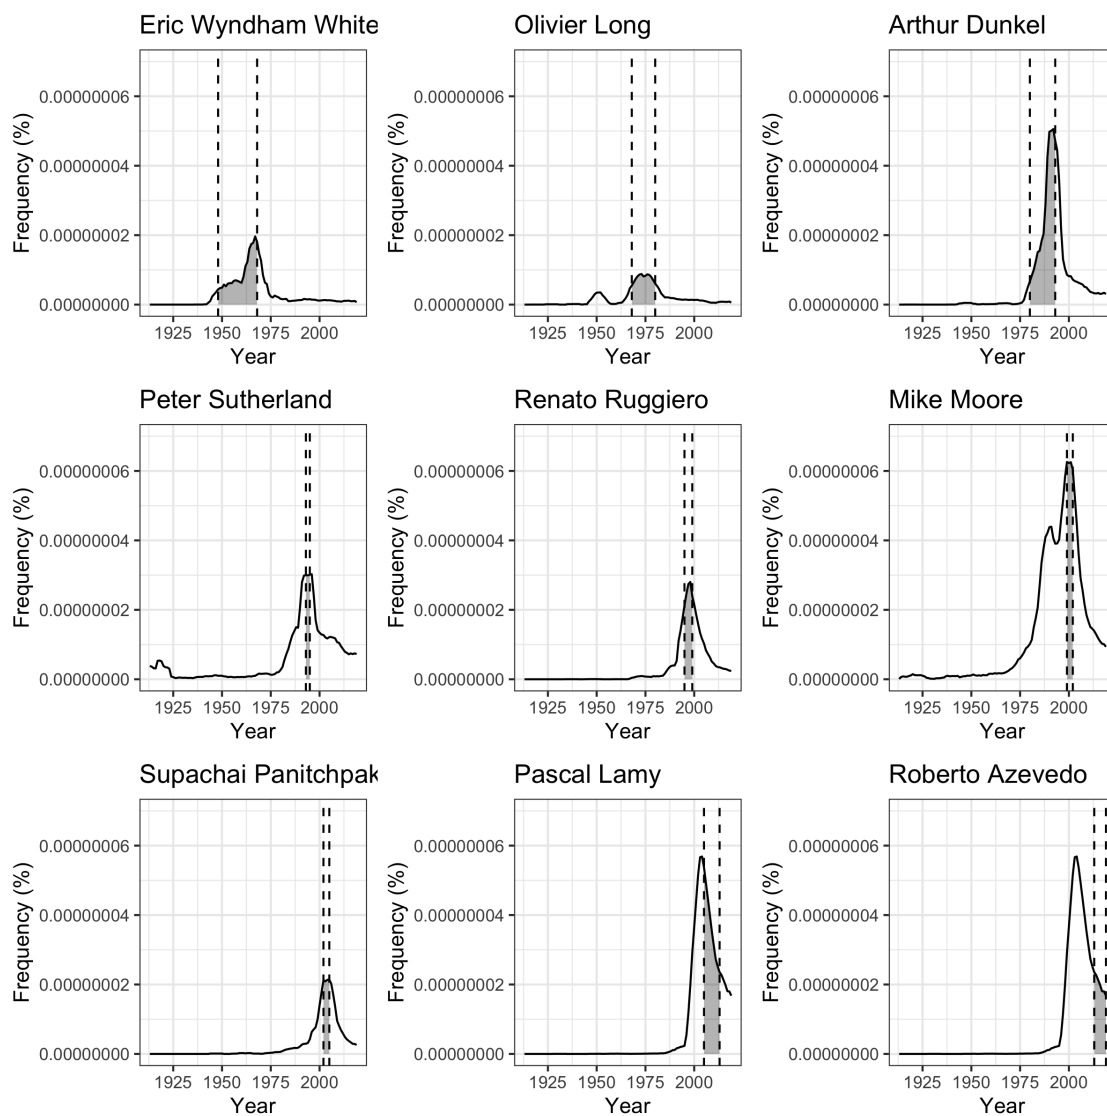 Eric Wyndham White Olivier Long Arthur Dunkel
0.00000006 0.00000006 0.00000006
0.00000004 0.00000004 0.00000004
0.00000002 0.00000002 0.00000002
0.00000000 0.00000000 0.00000000
Frequency (%) Frequency (%) Frequency (%)
1925 1950 1975 2000 1925 1950 1975 2000 1925 1950 1975 2000
Year Year Year
Peter Sutherland Renato Ruggiero Mike Moore
0.00000006 0.00000006 0.00000006
0.00000004 0.00000004 0.00000004
0.00000002 0.00000002 0.00000002
0.00000000 0.00000000 0.00000000
Frequency (%) Frequency (%) Frequency (%)
1925 1950 1975 2000 1925 1950 1975 2000 1925 1950 1975 2000
Year Year Year
Supachai Panitchpak Pascal Lamy Roberto Azevedo
0.00000006 0.00000006 0.00000006
0.00000004 0.00000004 0.00000004
0.00000002 0.00000002 0.00000002
0.00000000 0.00000000 0.00000000
Frequency (%) Frequency (%) Frequency (%)
1925 1950 1975 2000 1925 1950 1975 2000 1925 1950 1975 2000
Year Year Year